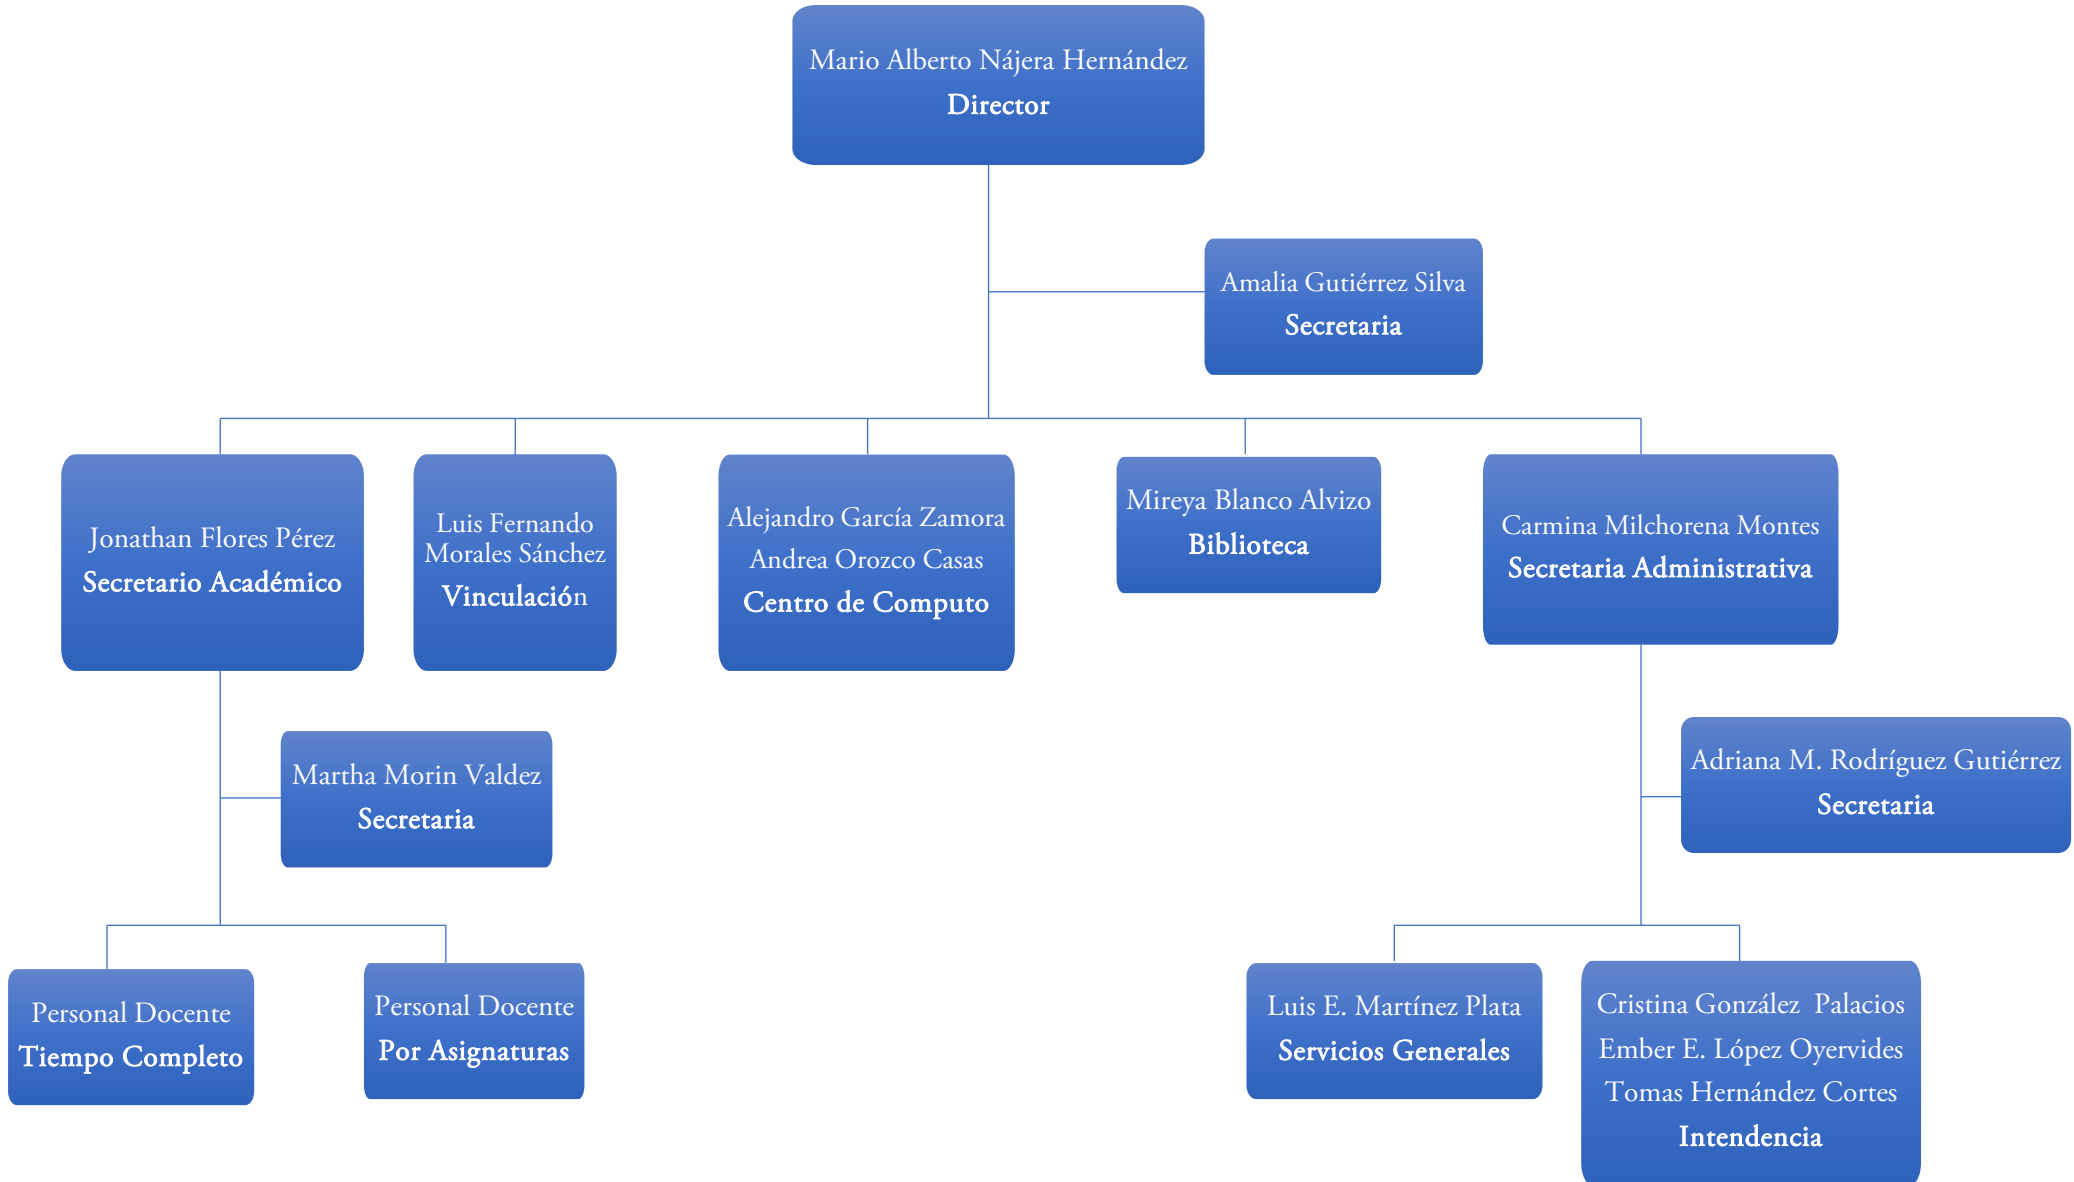 Mario Alberto Nájera Hernández
Director
Amalia Gutiérrez Silva
Secretaria
Jonathan Flores Pérez
Secretario Académico
Luis Fernando
Morales Sánchez
Vinculación
Alejandro García Zamora
Andrea Orozco Casas
Centro de Computo
Mireya Blanco Alvizo
Biblioteca
Carmina Milchorena Montes
Secretaria Administrativa
Martha Morin Valdez
Secretaria
Adriana M. Rodríguez Gutiérrez
Secretaria
Personal Docente
Tiempo Completo
Personal Docente
Por Asignaturas
Luis E. Martínez Plata
Servicios Generales
Cristina González  Palacios
Ember E. López Oyervides
Tomas Hernández Cortes
Intendencia